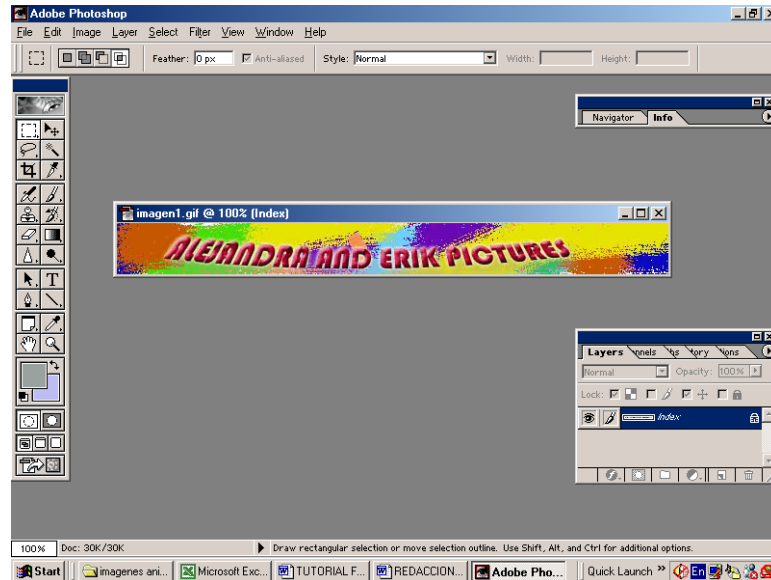 Adobe Photoshop
File Edit Image Layer Select Filter View Window Help
Feather: 0 px Anti-aliased Style: Normal Width: Height:
Navigator Info
imagen1.gif @ 100% (Index)
ALEJANDRA AND ERIK PICTURES
T
Layers
Normal Opacity: 100%
Lock:
Index
100% Doc: 30K/30K Draw rectangular selection or move selection outline. Use Shift, Alt, and Ctrl for additional options.
Start imagenes ani... Microsoft Exc... TUTORIAL F... REDACCION... Adobe Pho... Quick Launch » En